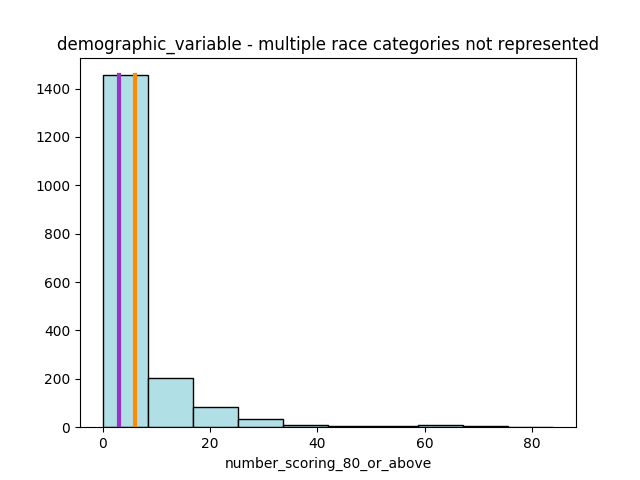 demographic_variable - multiple race categories not represented
1400
1200
1000
800
600
400
200
0
0 20 40 60 80
number_scoring_80_or_above